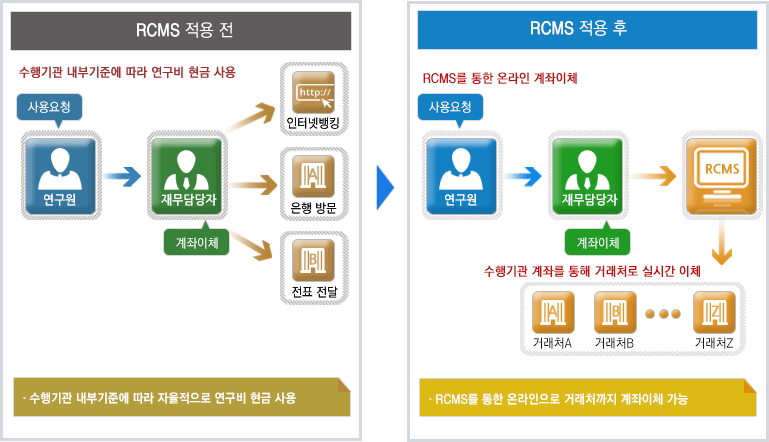 RCMS 적용 전
수행기관 내부기준에 따라 연구비 현금 사용
사용요청
연구원
재무담당자
계좌이체
http://
인터넷뱅킹
A
은행 방문
B
전표 전달
· 수행기관 내부기준에 따라 자율적으로 연구비 현금 사용
RCMS 적용 후
RCMS를 통한 온라인 계좌이체
사용요청
연구원
재무담당자
계좌이체
RCMS
수행기관 계좌를 통해 거래처로 실시간 이체
A
거래처A
B
거래처B
Z
거래처Z
· RCMS를 통한 온라인으로 거래처까지 계좌이체 가능